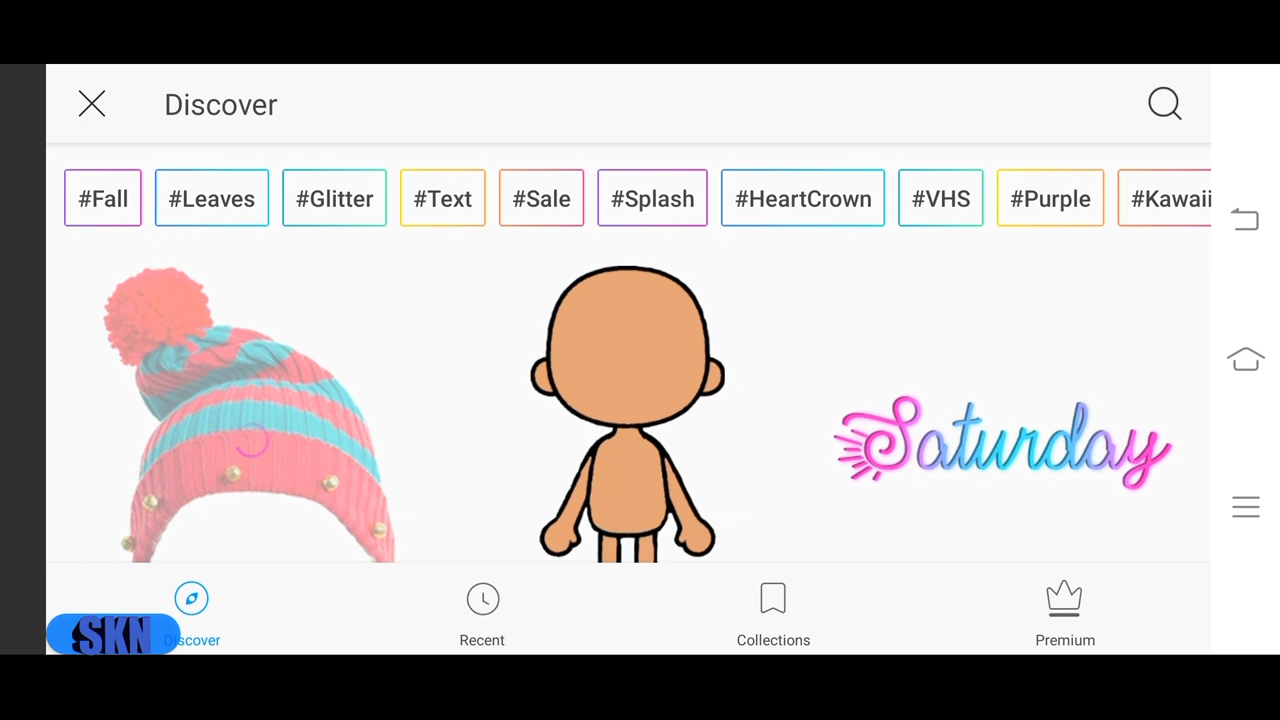 Discover
#Fall #Leaves #Glitter #Text #Sale #Splash #HeartCrown #VHS #Purple #Kawaii
Saturday
Discover Recent Collections Premium
SKN